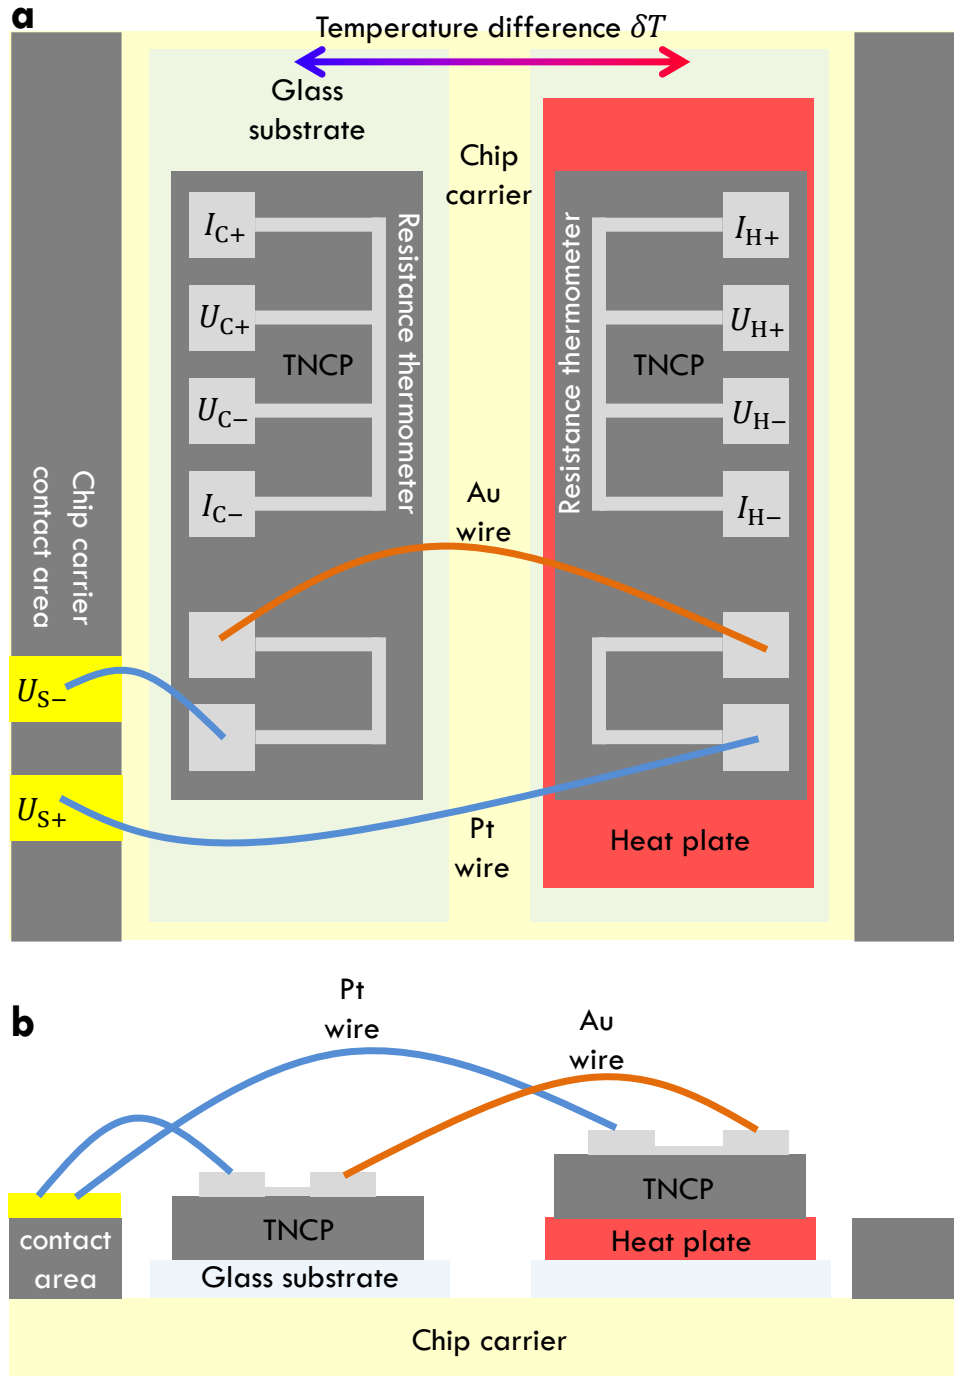 a
Temperature difference δT
Glass
substrate
Chip
carrier
I_C+
U_C+
TNCP
U_C−
I_C−
Resistance thermometer
Resistance thermometer
I_H+
U_H+
TNCP
U_H−
I_H−
Chip carrier
contact area
Au
wire
U_S−
U_S+
Pt
wire
Heat plate
b
Pt
wire
Au
wire
TNCP
TNCP
contact
area
Heat plate
Glass substrate
Chip carrier